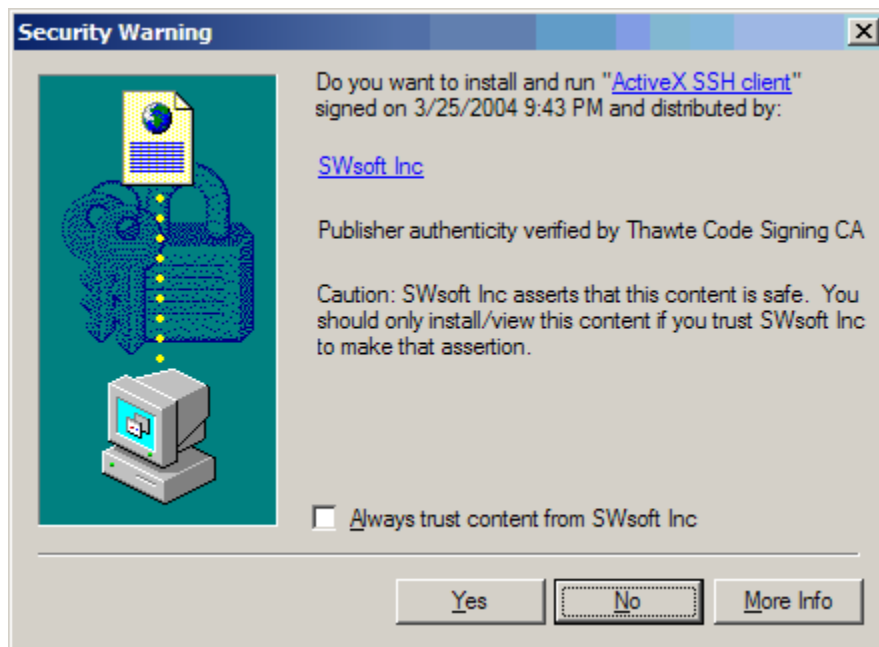 Security Warning
Do you want to install and run "ActiveX SSH client"
signed on 3/25/2004 9:43 PM and distributed by:
SWsoft Inc
Publisher authenticity verified by Thawte Code Signing CA
Caution: SWsoft Inc asserts that this content is safe.  You
should only install/view this content if you trust SWsoft Inc
to make that assertion.
Always trust content from SWsoft Inc
Yes
No
More Info